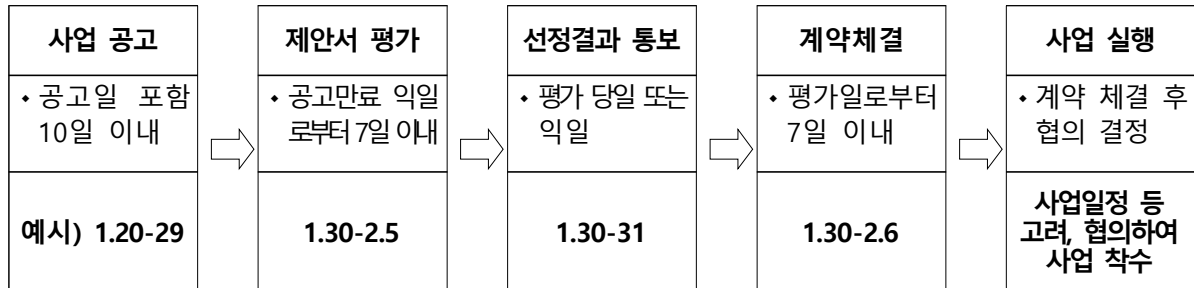 사업 공고
◆ 공고일 포함
10일 이내
예시) 1.20-29
제안서 평가
◆ 공고만료 익일
로부터 7일 이내
1.30-2.5
선정결과 통보
◆ 평가 당일 또는
익일
1.30-31
계약체결
◆ 평가일로부터
7일 이내
1.30-2.6
사업 실행
◆ 계약 체결 후
협의 결정
사업일정 등
고려, 협의하여
사업 착수